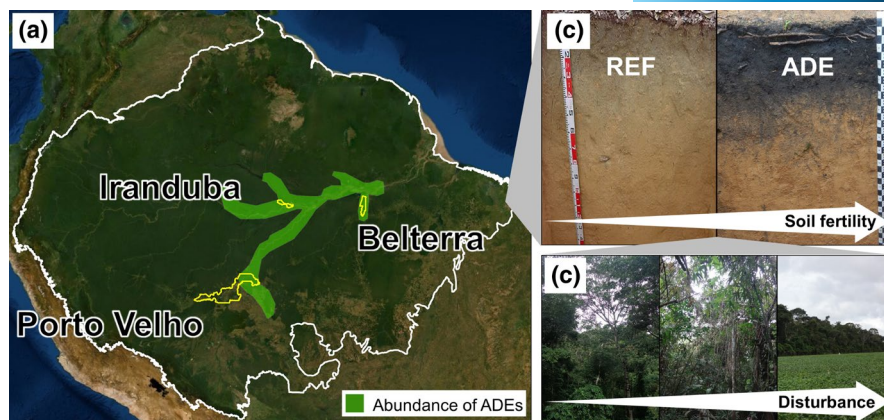 (a)
Iranduba
Belterra
Porto Velho
Abundance of ADEs
(c)
REF
ADE
Soil fertility
(c)
Disturbance